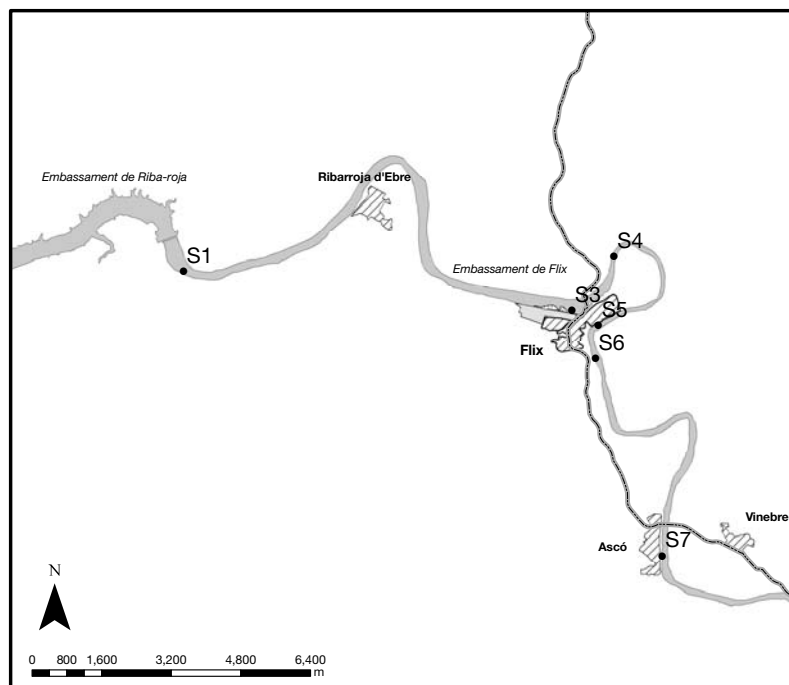 Embassament de Riba-roja
Ribarroja d'Ebre
S1
S4
Embassament de Flix
S3
S5
S6
Flix
Vinebre
Ascó
S7
N
0 800 1,600 3,200 4,800 6,400
m